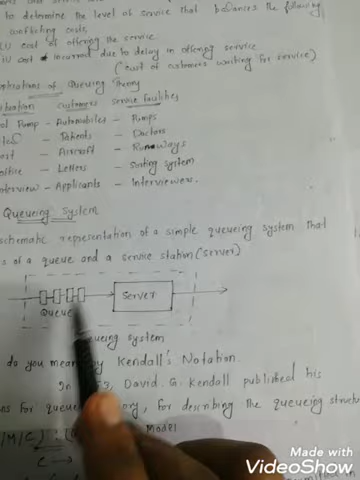 to determine the level of service that balances the following
conflicting costs,
cost of offering the service.
cost incurred due to delay in offering service
(cost of customers waiting for service)
of Queuing Theory
customers service facilities
Pump - Automobiles - Pumps
- Patients - Doctors
- Aircraft - Runways
- Letters - Sorting system
- Applicants - Interviewer.
Queueing System
schematic representation of a simple queueing system that
of a queue and a service station (server)
Server
Queue
system
do you mean by Kendall's Notation.
David. G. Kendall published his
for for describing the queueing structure
/M/C) : Model
C →
Made with
VideoShow